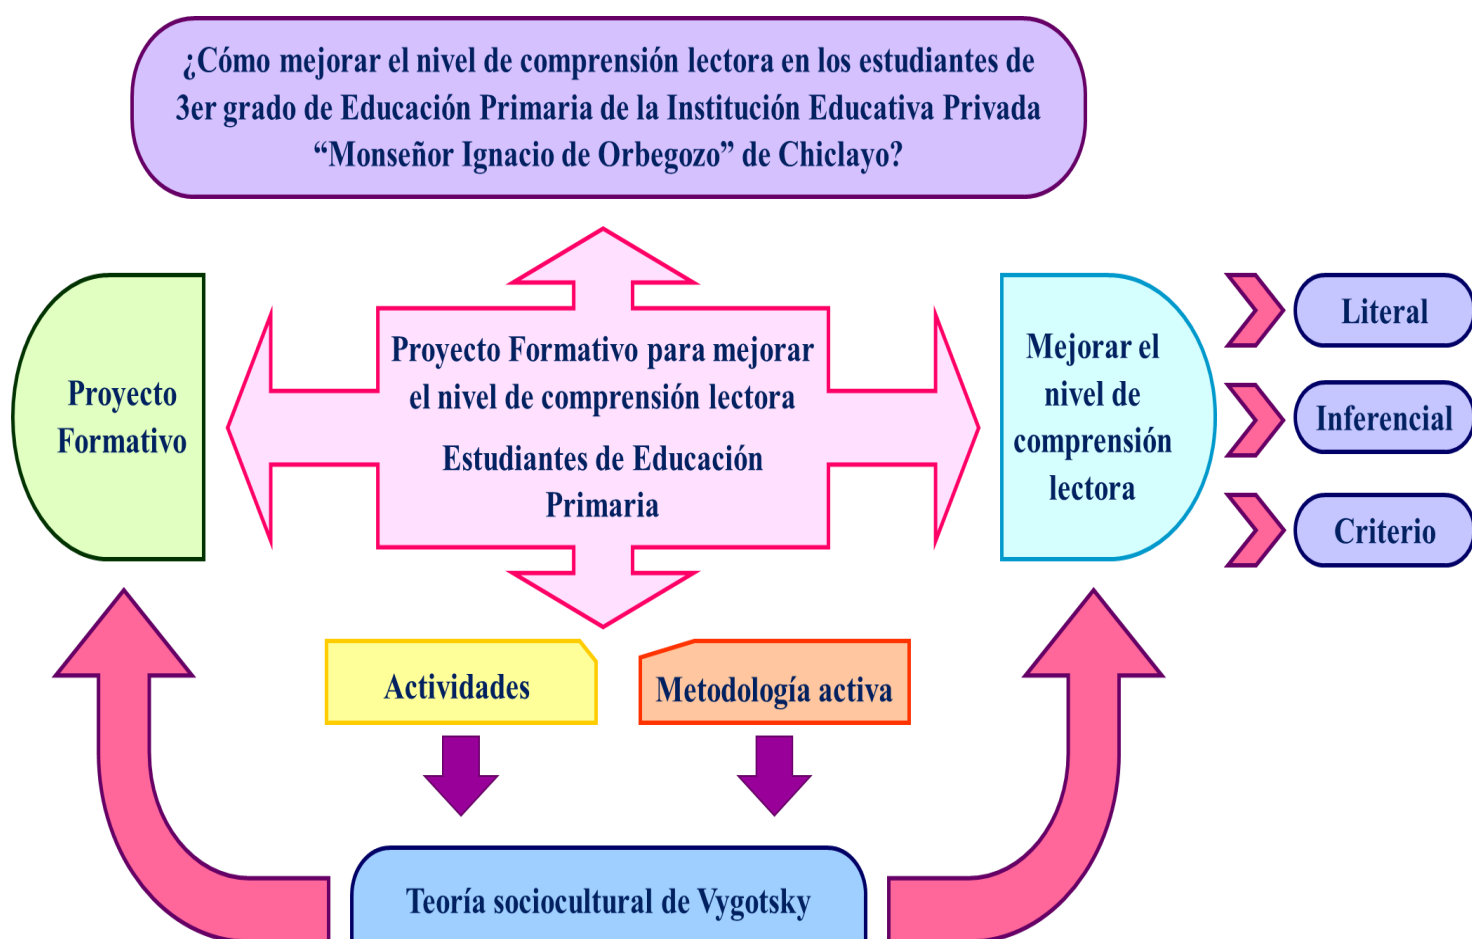 ¿Cómo mejorar el nivel de comprensión lectora en los estudiantes de
3er grado de Educación Primaria de la Institución Educativa Privada
“Monseñor Ignacio de Orbegozo” de Chiclayo?
Proyecto
Formativo
Proyecto Formativo para mejorar
el nivel de comprensión lectora
Estudiantes de Educación
Primaria
Mejorar el
nivel de
comprensión
lectora
Literal
Inferencial
Criterio
Actividades
Metodología activa
Teoría sociocultural de Vygotsky